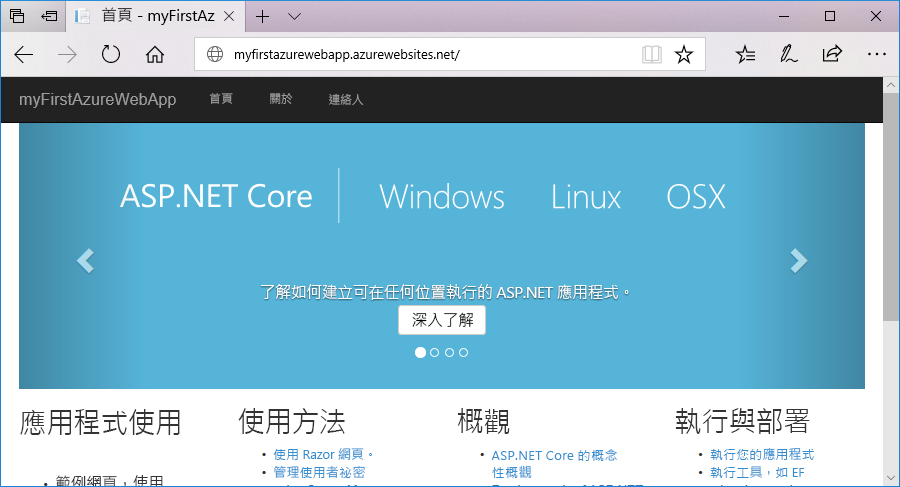 首頁 - myFirstAz
myfirstazurewebapp.azurewebsites.net/
myFirstAzureWebApp 首頁 關於 連絡人
ASP.NET Core Windows Linux OSX
了解如何建立可在任何位置執行的 ASP.NET 應用程式。
深入了解
應用程式使用
範例網頁，使用
使用方法
使用 Razor 網頁。
管理使用者祕密
概觀
ASP.NET Core 的概念
性概觀
執行與部署
執行您的應用程式
執行工具，如 EF